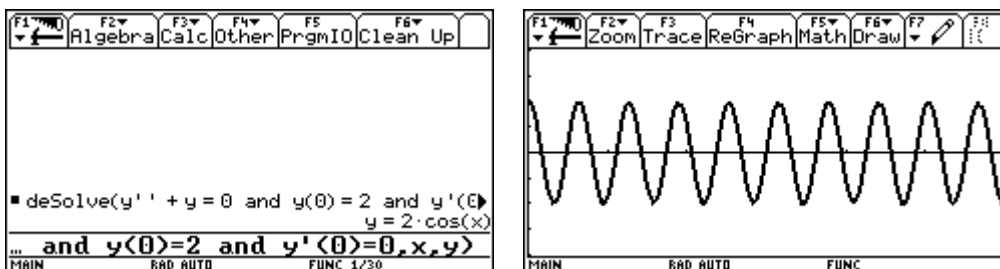 F1 F2 F3 F4 F5 F6
Algebra Calc Other PrgmIO Clean Up
deSolve(y'' + y = 0 and y(0) = 2 and y'(0
y = 2·cos(x)
… and y(0)=2 and y'(0)=0,x,y)
MAIN RAD AUTO FUNC 1/30
F1 F2 F3 F4 F5 F6 F7
Zoom Trace ReGraph Math Draw
MAIN RAD AUTO FUNC